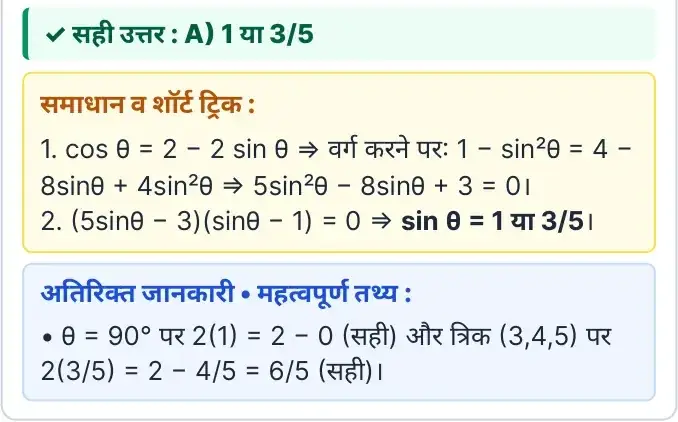 ✓ सही उत्तर : A) 1 या 3/5
समाधान व शॉर्ट ट्रिक :
1. cos θ = 2 − 2 sin θ ⇒ वर्ग करने परः 1 − sin²θ = 4 −
8sinθ + 4sin²θ ⇒ 5sin²θ − 8sinθ + 3 = 0।
2. (5sinθ − 3)(sinθ − 1) = 0 ⇒ sin θ = 1 या 3/5।
अतिरिक्त जानकारी • महत्वपूर्ण तथ्य :
• θ = 90° पर 2(1) = 2 − 0 (सही) और त्रिक (3,4,5) पर
2(3/5) = 2 − 4/5 = 6/5 (सही)।